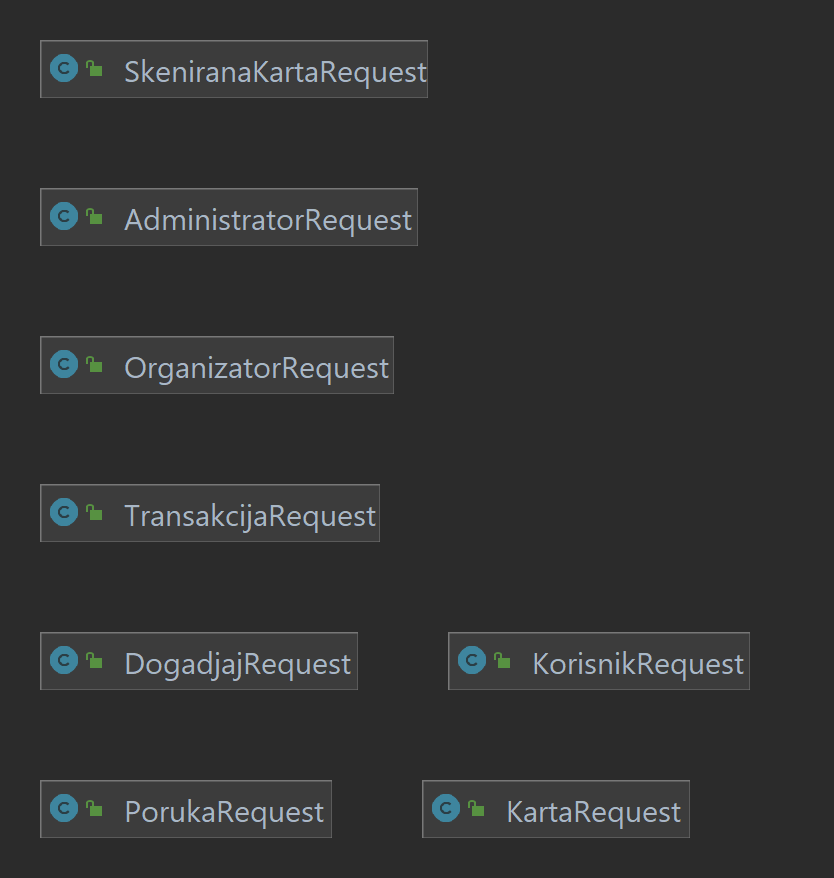 SkeniranaKartaRequest
AdministratorRequest
OrganizatorRequest
TransakcijaRequest
DogadjajRequest KorisnikRequest
PorukaRequest KartaRequest